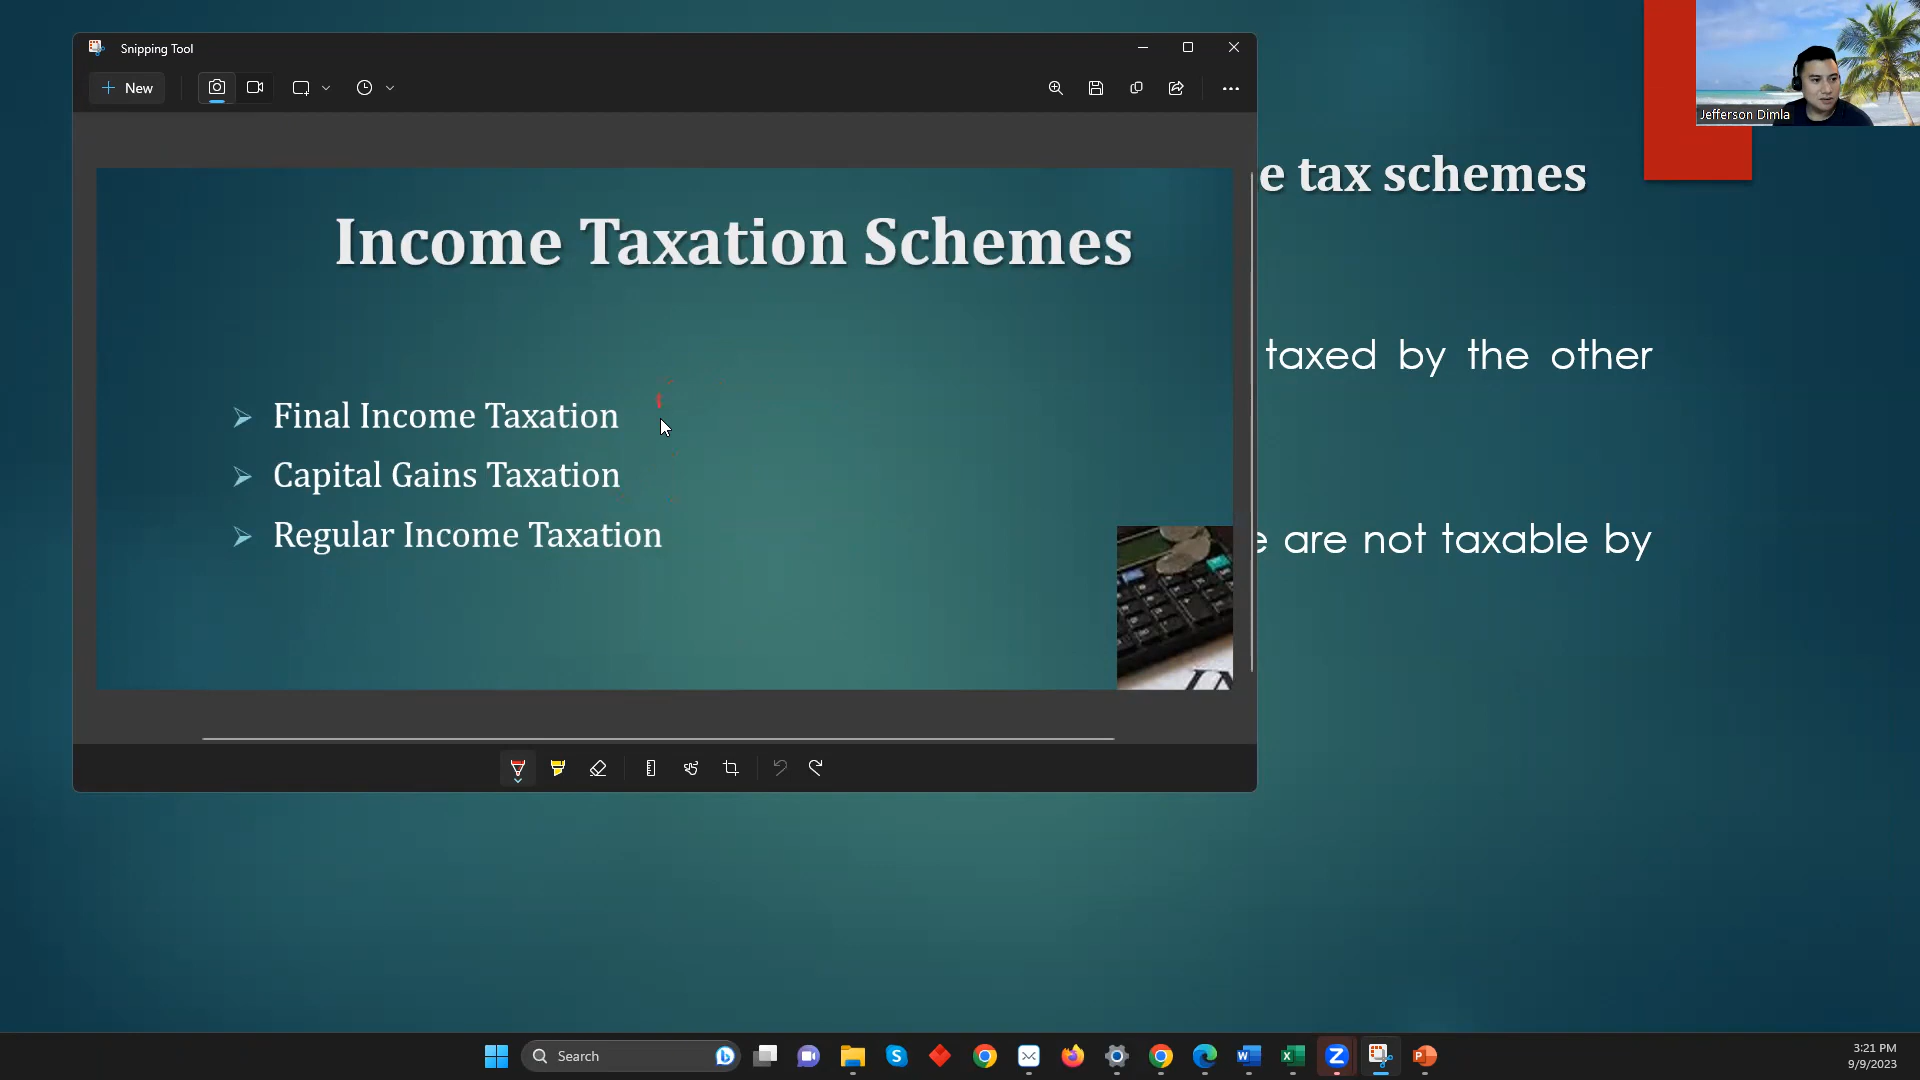 Snipping Tool
New
Jefferson Dimla
e tax schemes
Income Taxation Schemes
taxed by the other
Final Income Taxation
Capital Gains Taxation
Regular Income Taxation
e are not taxable by
Search
3:21 PM
9/9/2023